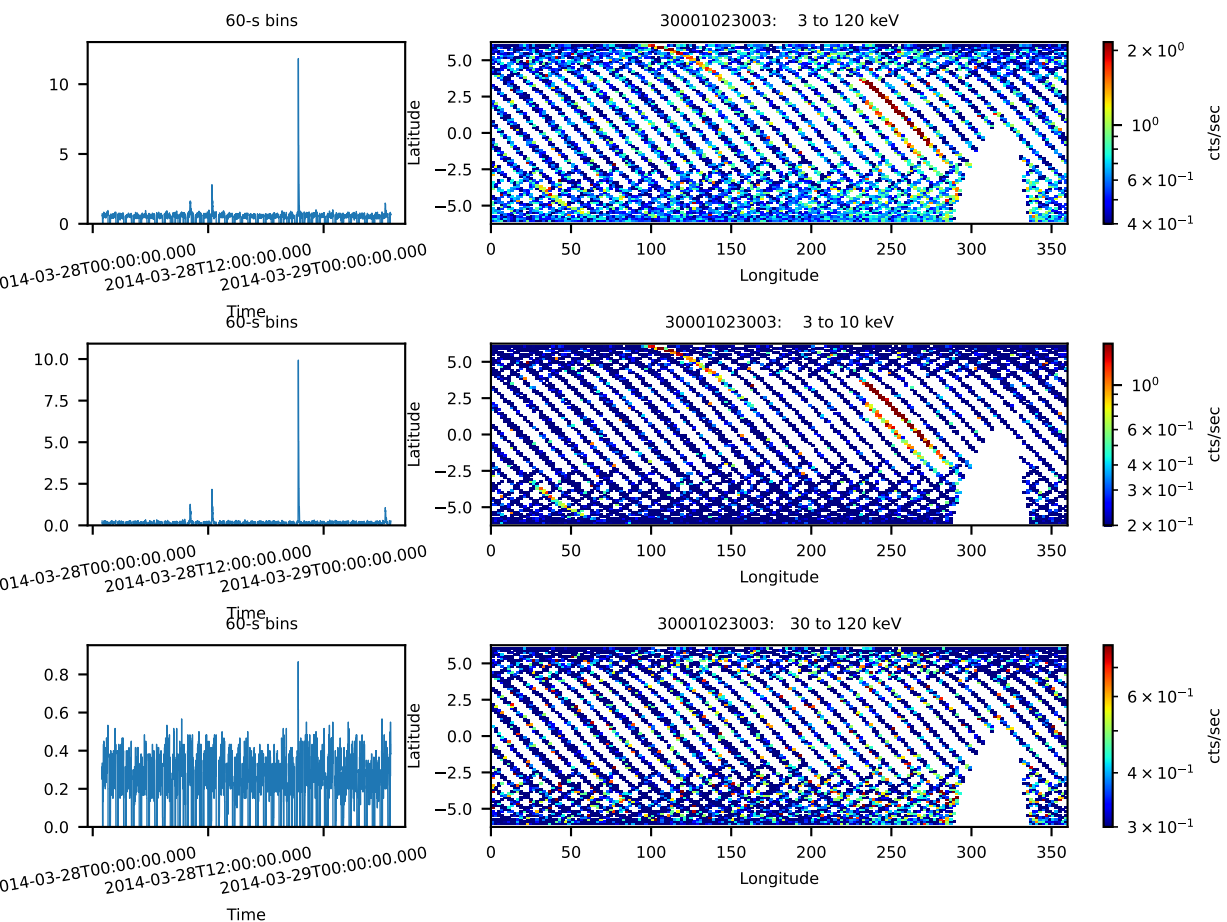 60-s bins
30001023003: 3 to 120 keV
10
5
0
Latitude
5.0
2.5
0.0
−2.5
−5.0
2 × 10⁰
10⁰
6 × 10⁻¹
4 × 10⁻¹
cts/sec
0 50 100 150 200 250 300 350
Longitude
014-03-28T00:00:00.000
2014-03-28T12:00:00.000
2014-03-29T00:00:00.000
Time
60-s bins
30001023003: 3 to 10 keV
10.0
7.5
5.0
2.5
0.0
Latitude
5.0
2.5
0.0
−2.5
−5.0
10⁰
6 × 10⁻¹
4 × 10⁻¹
3 × 10⁻¹
2 × 10⁻¹
cts/sec
0 50 100 150 200 250 300 350
Longitude
014-03-28T00:00:00.000
2014-03-28T12:00:00.000
2014-03-29T00:00:00.000
Time
60-s bins
30001023003: 30 to 120 keV
0.8
0.6
0.4
0.2
0.0
Latitude
5.0
2.5
0.0
−2.5
−5.0
6 × 10⁻¹
4 × 10⁻¹
3 × 10⁻¹
cts/sec
0 50 100 150 200 250 300 350
Longitude
014-03-28T00:00:00.000
2014-03-28T12:00:00.000
2014-03-29T00:00:00.000
Time